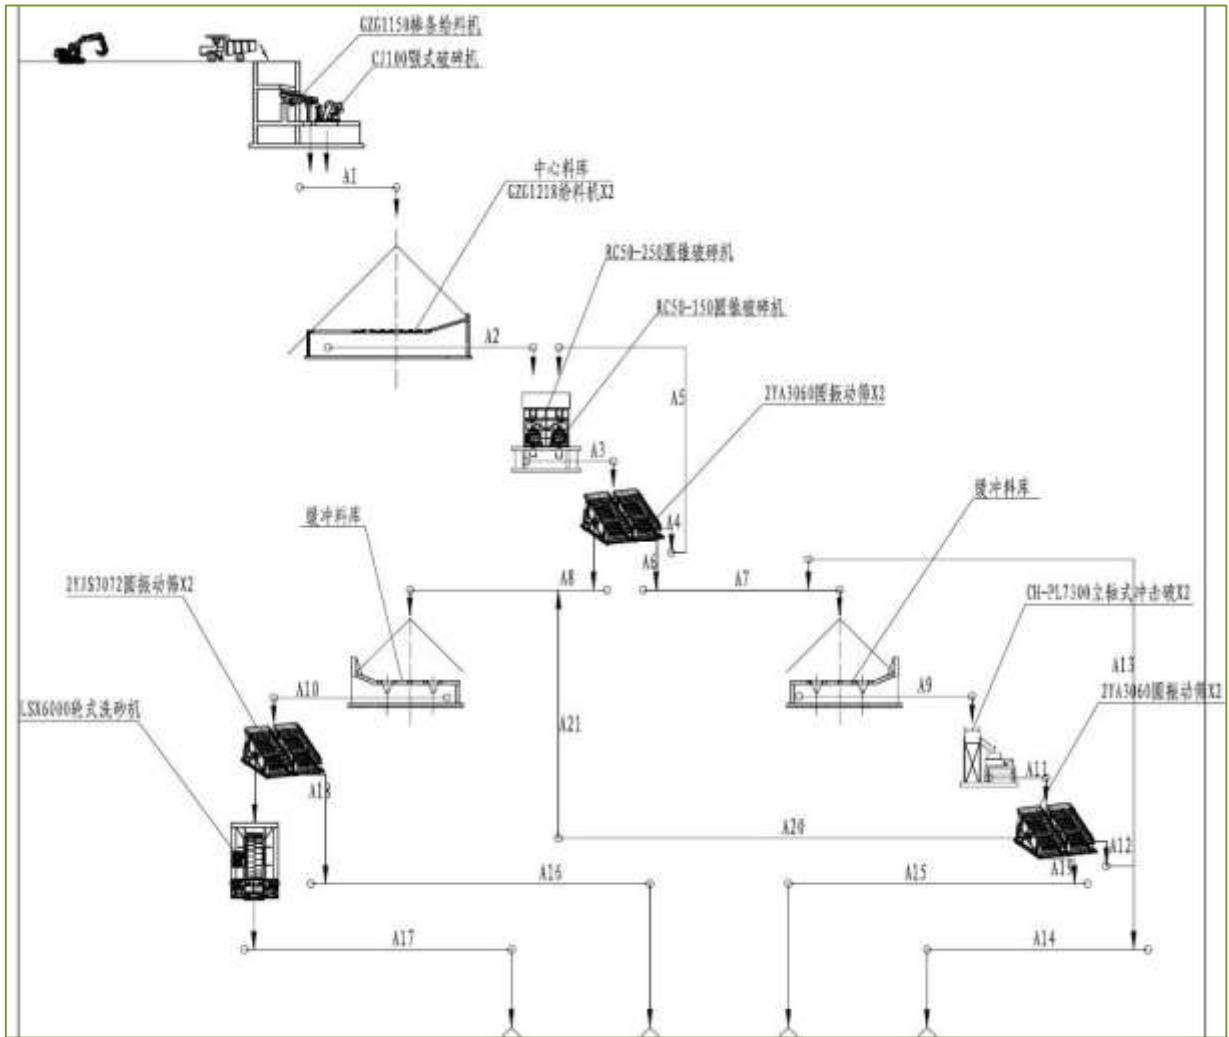 GZG1150棒条给料机
CJ100颚式破碎机
A1
中心料库
GZG1218给料机X2
RC50-250圆锥破碎机
RC50-150圆锥破碎机
A2
A5
2YA3060圆振动筛X2
A3
缓冲料库
缓冲料库
A4
A6
A8
A7
2YJS3072圆振动筛X2
CH-PL7300立轴式冲击破X2
A13
A10
A9
2YA3060圆振动筛X2
LSX6000轮式洗砂机
A21
A11
A18
A20
A12
A19
A16
A15
A17
A14